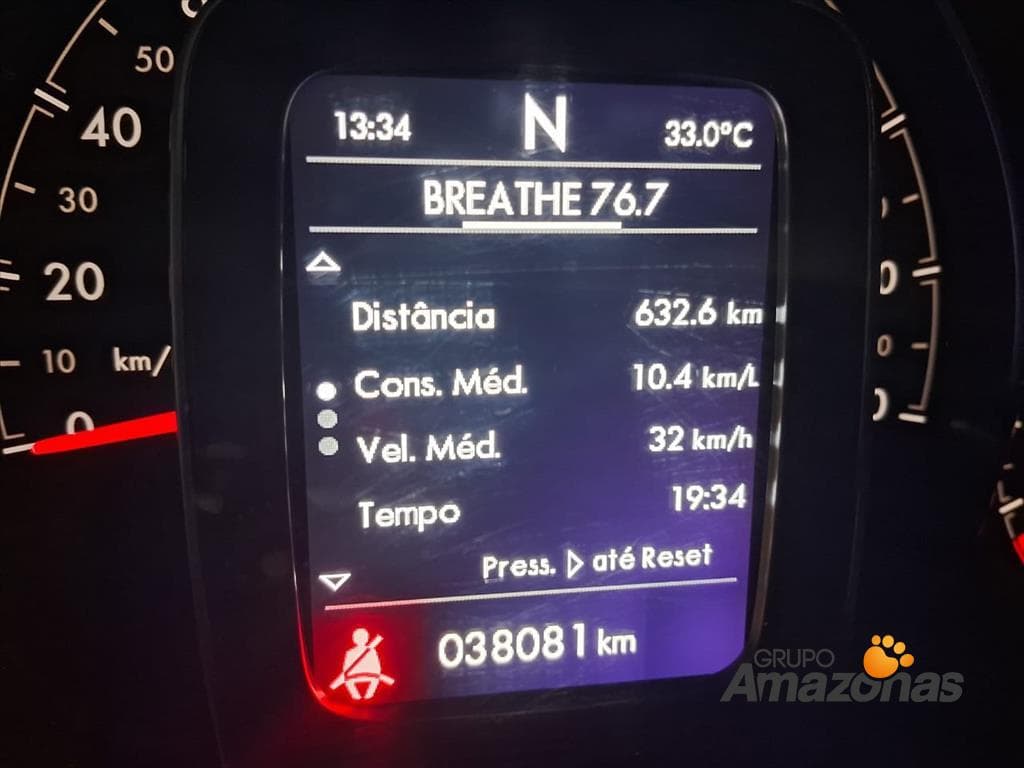 50
40
30
20
10 km/
0
13:34 N 33.0°C
BREATHE 76.7
Distância 632.6 km
Cons. Méd. 10.4 km/L
Vel. Méd. 32 km/h
Tempo 19:34
Press. ▷ até Reset
038081 km
GRUPO
Amazonas